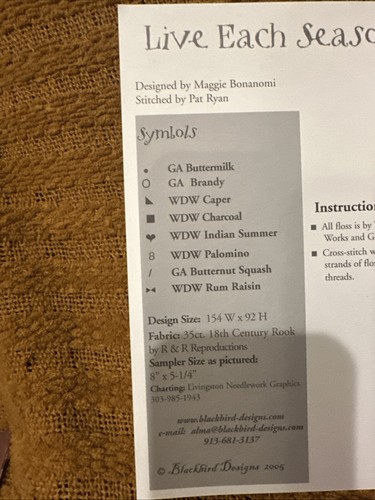 Live Each Seaso
Designed by Maggie Bonanomi
Stitched by Pat Ryan
Symbols
• GA Buttermilk
O GA Brandy
◣ WDW Caper
■ WDW Charcoal
❤ WDW Indian Summer
8 WDW Palomino
/ GA Butternut Squash
⧓ WDW Rum Raisin
Design Size: 154 W x 92 H
Fabric: 35ct. 18th Century Rook
by R & R Reproductions
Sampler Size as pictured:
8" x 5-1/4"
Charting: Livingston Needlework Graphics
303-985-1943
www.blackbird-designs.com
e-mail: alma@blackbird-designs.com
913-681-5137
© Blackbird Designs 2005
Instruction
■ All floss is by
Works and G
■ Cross-stitch w
strands of flo
threads.